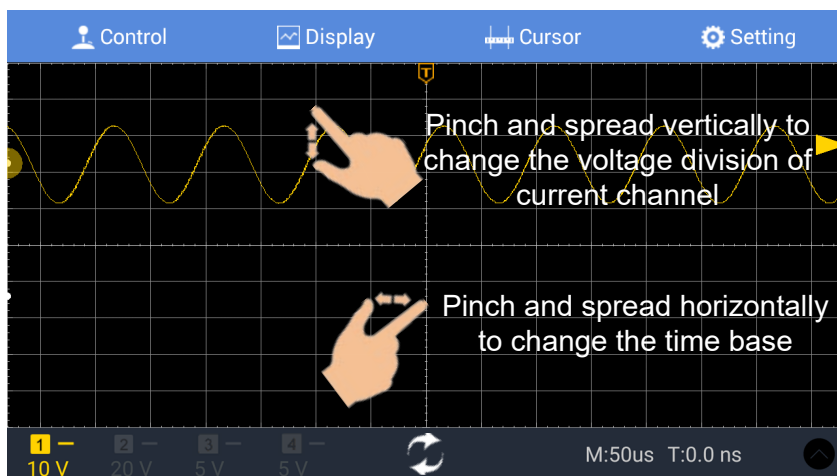 Control Display Cursor Setting
T
Pinch and spread vertically to
change the voltage division of
current channel
Pinch and spread horizontally
to change the time base
1 2 3 4
10 V 20 V 5 V 5 V M:50us T:0.0 ns